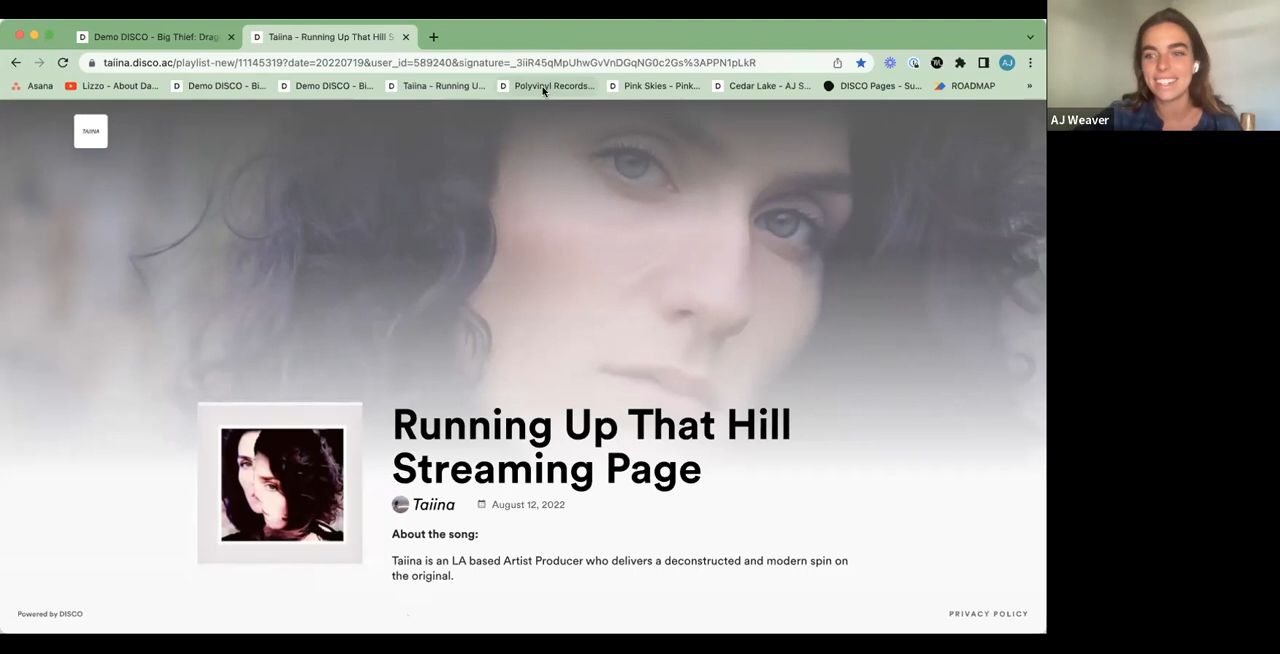 Demo DISCO - Big Thief: Drag
Taiina - Running Up That Hill S
taiina.disco.ac/playlist-new/11145319?date=20220719&user_id=589240&signature=_3iiR45qMpUhwGvVnDGqNG0c2Gs%3APPN1pLkR
AJ
Asana
Lizzo - About Da...
Demo DISCO - Bi...
Demo DISCO - Bi...
Taiina - Running U...
Polyvinyl Records...
Pink Skies - Pink...
Cedar Lake - AJ S...
DISCO Pages - Su...
ROADMAP
»
AJ Weaver
TAIINA
Running Up That Hill
Streaming Page
Taiina
August 12, 2022
About the song:
Taiina is an LA based Artist Producer who delivers a deconstructed and modern spin on
the original.
Powered by DISCO
PRIVACY POLICY